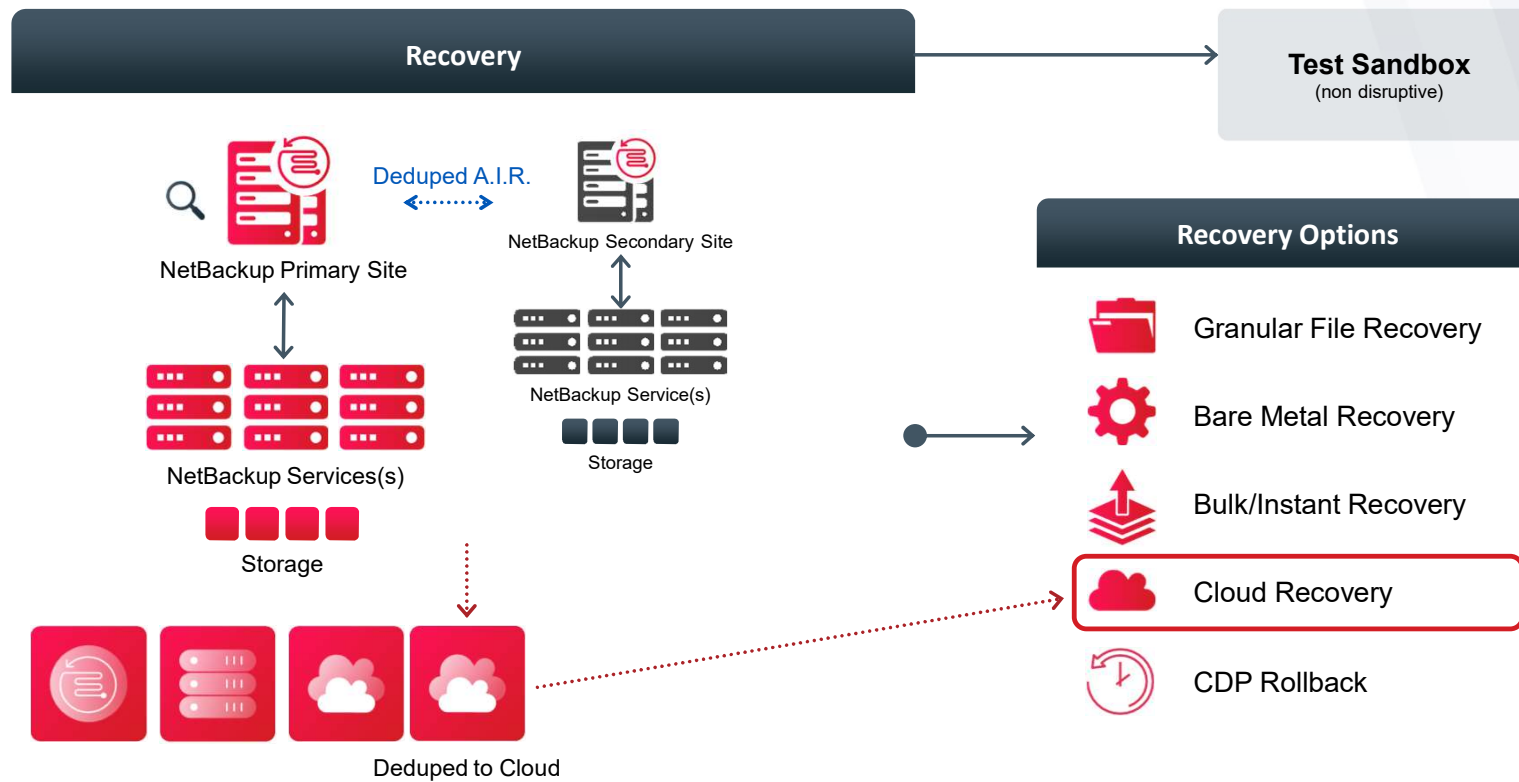 Recovery
Test Sandbox
(non disruptive)
Deduped A.I.R.
NetBackup Primary Site
NetBackup Secondary Site
NetBackup Services(s)
Storage
NetBackup Service(s)
Storage
Deduped to Cloud
Recovery Options
Granular File Recovery
Bare Metal Recovery
Bulk/Instant Recovery
Cloud Recovery
CDP Rollback